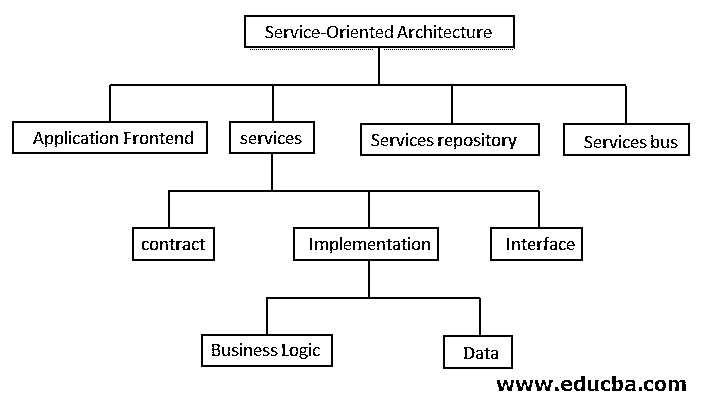 Service-Oriented Architecture
Application Frontend
services
Services repository
Services bus
contract
Implementation
Interface
Business Logic
Data
www.educba.com